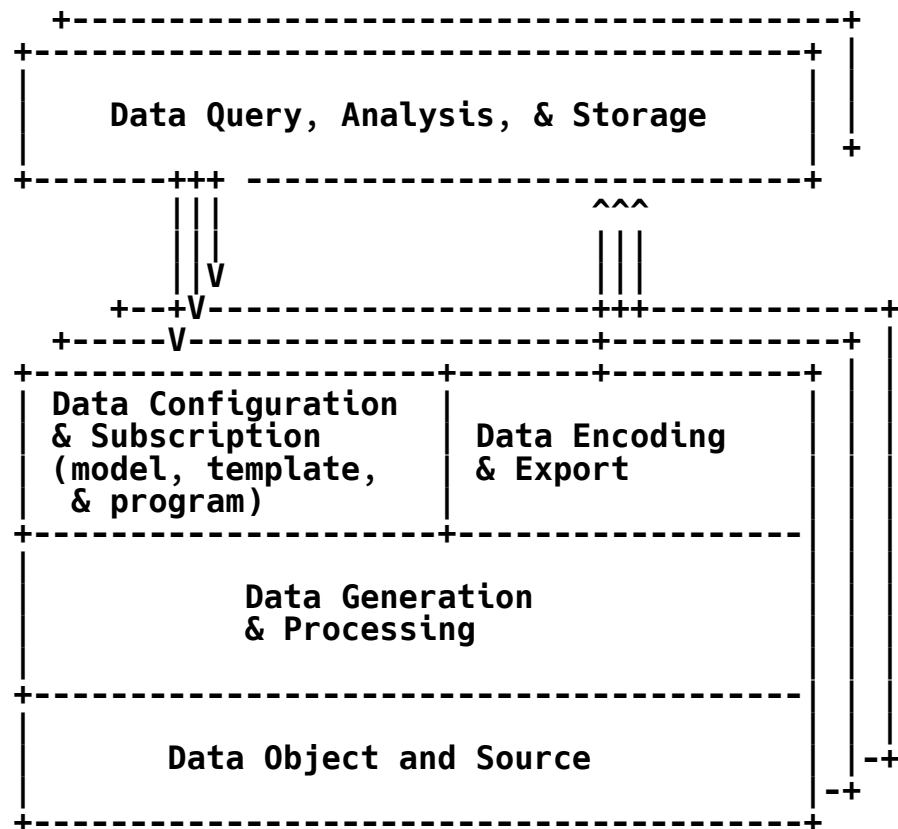 Data Query, Analysis, & Storage
Data Configuration
& Subscription
(model, template,
& program)
Data Encoding
& Export
Data Generation
& Processing
Data Object and Source